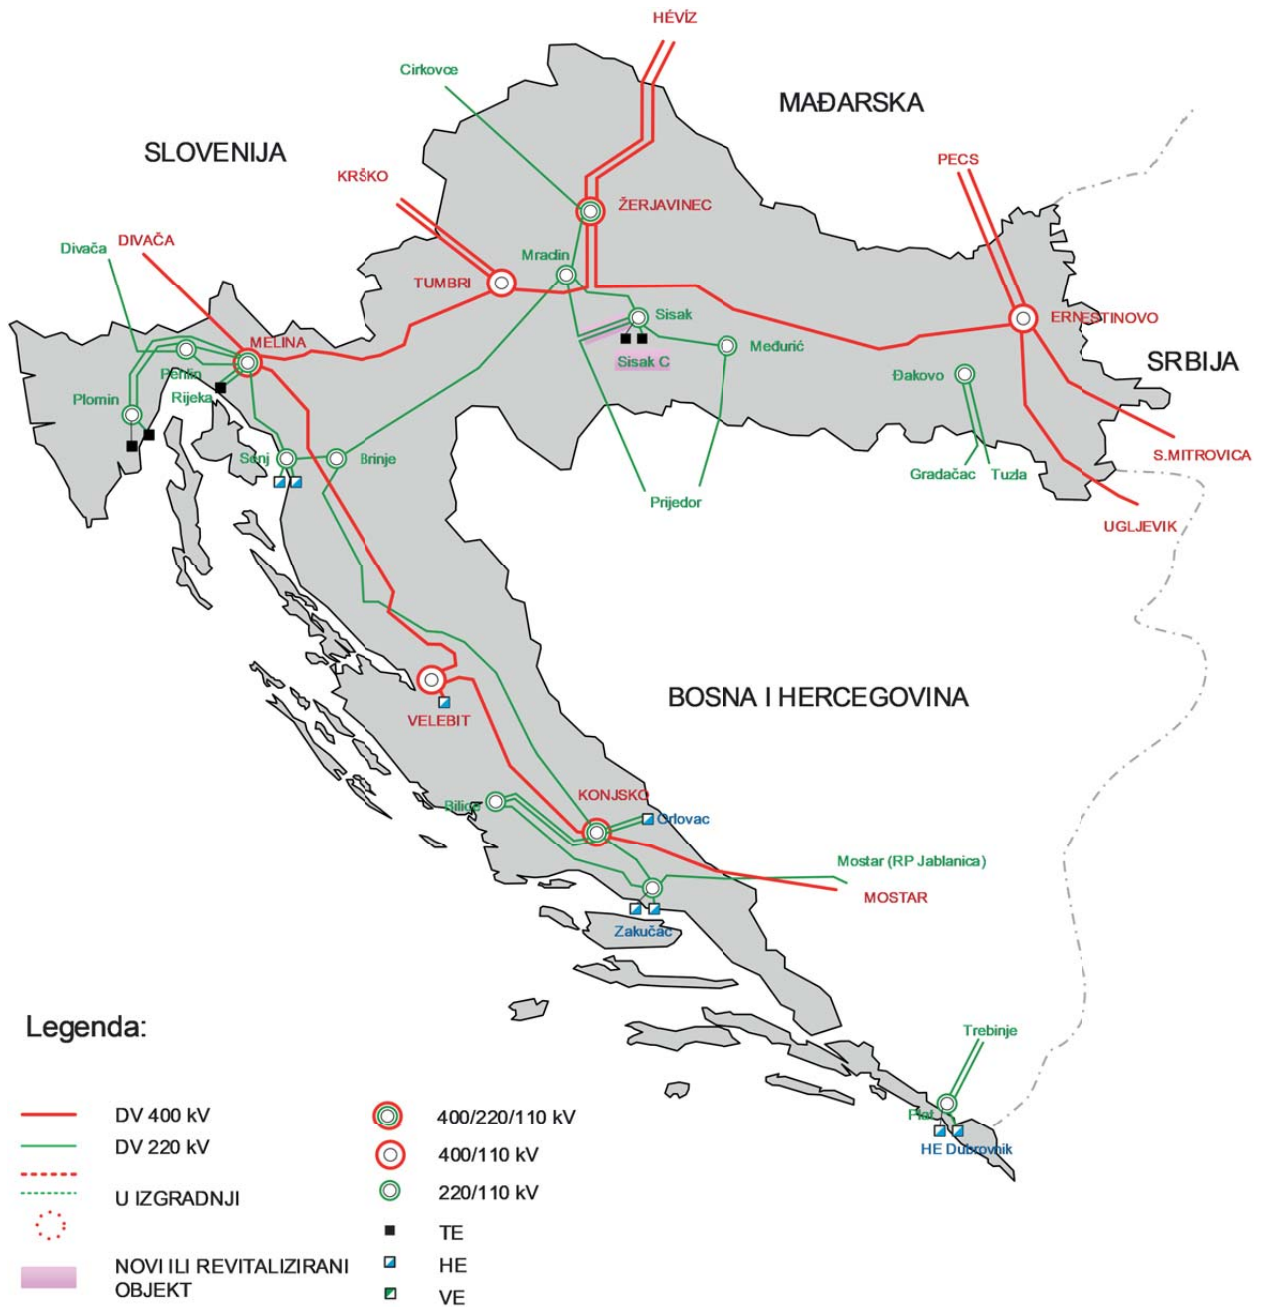 HÉVÍZ
Cirkovce
MAĐARSKA
SLOVENIJA
PECS
KRŠKO
ŽERJAVINEC
DIVAČA
Divača
Mraclin
TUMBRI
Sisak
ERNESTINOVO
MELINA
Međurić
SRBIJA
Sisak C
Pehlin
Đakovo
Plomin
Rijeka
S.MITROVICA
Senj
Brinje
Gradačac
Tuzla
Prijedor
UGLJEVIK
BOSNA I HERCEGOVINA
VELEBIT
KONJSKO
Bilice
Orlovac
Mostar (RP Jablanica)
MOSTAR
Zakučac
Legenda:
Trebinje
Plat
HE Dubrovnik
DV 400 kV
DV 220 kV
U IZGRADNJI
NOVI ILI REVITALIZIRANI
OBJEKT
400/220/110 kV
400/110 kV
220/110 kV
TE
HE
VE